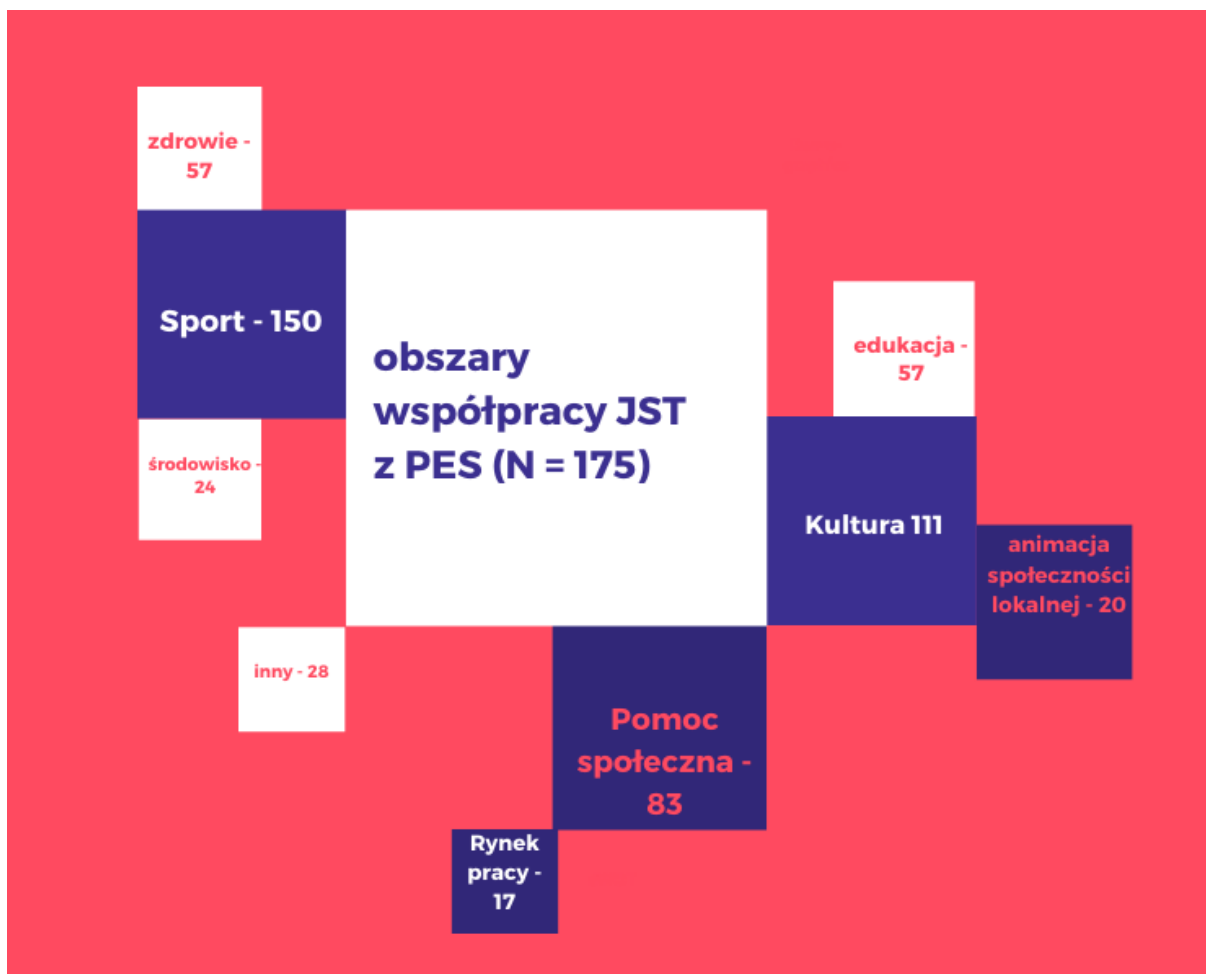 zdrowie -
57
Sport - 150
środowisko -
24
obszary
współpracy JST
z PES (N = 175)
edukacja -
57
Kultura 111
animacja
społeczności
lokalnej - 20
inny - 28
Pomoc
społeczna -
83
Rynek
pracy -
17